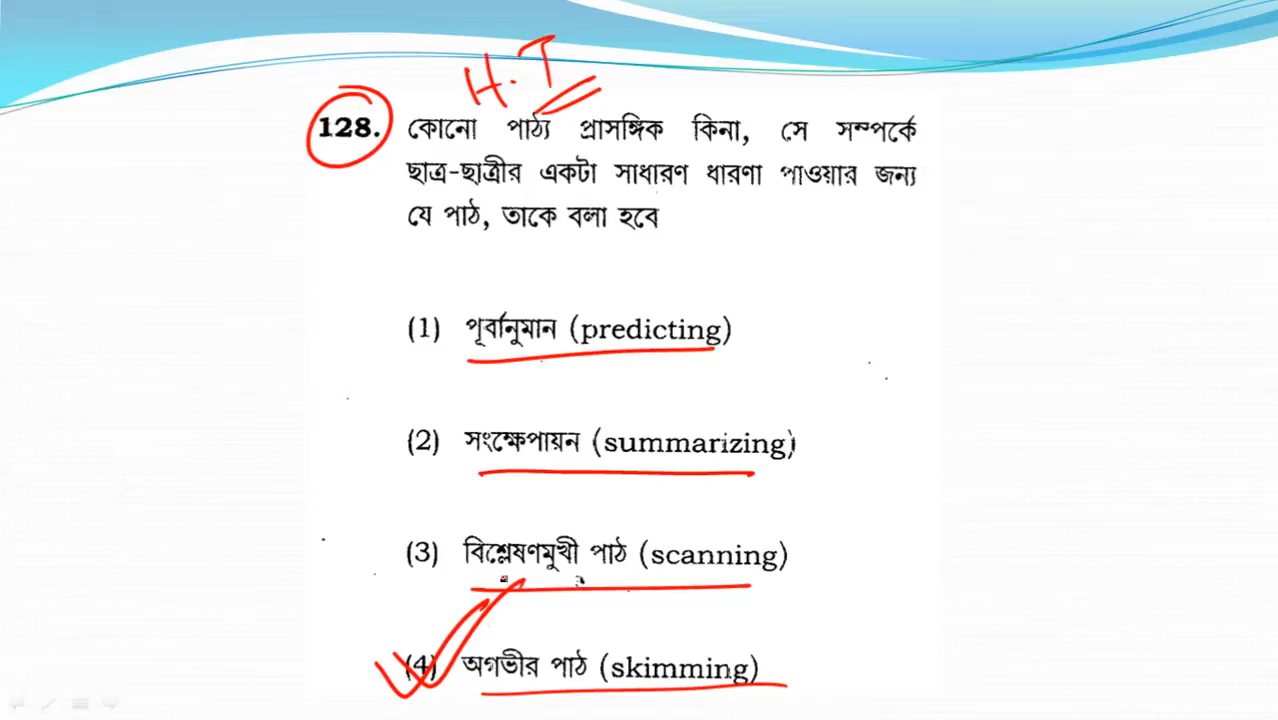 H.T
128. কোনো পাঠ্য প্রাসঙ্গিক কিনা, সে সম্পর্কে
ছাত্র-ছাত্রীর একটা সাধারণ ধারণা পাওয়ার জন্য
যে পাঠ, তাকে বলা হবে
(1) পূর্বানুমান (predicting)
(2) সংক্ষেপায়ন (summarizing)
(3) বিশ্লেষণমুখী পাঠ (scanning)
(4) অগভীর পাঠ (skimming)